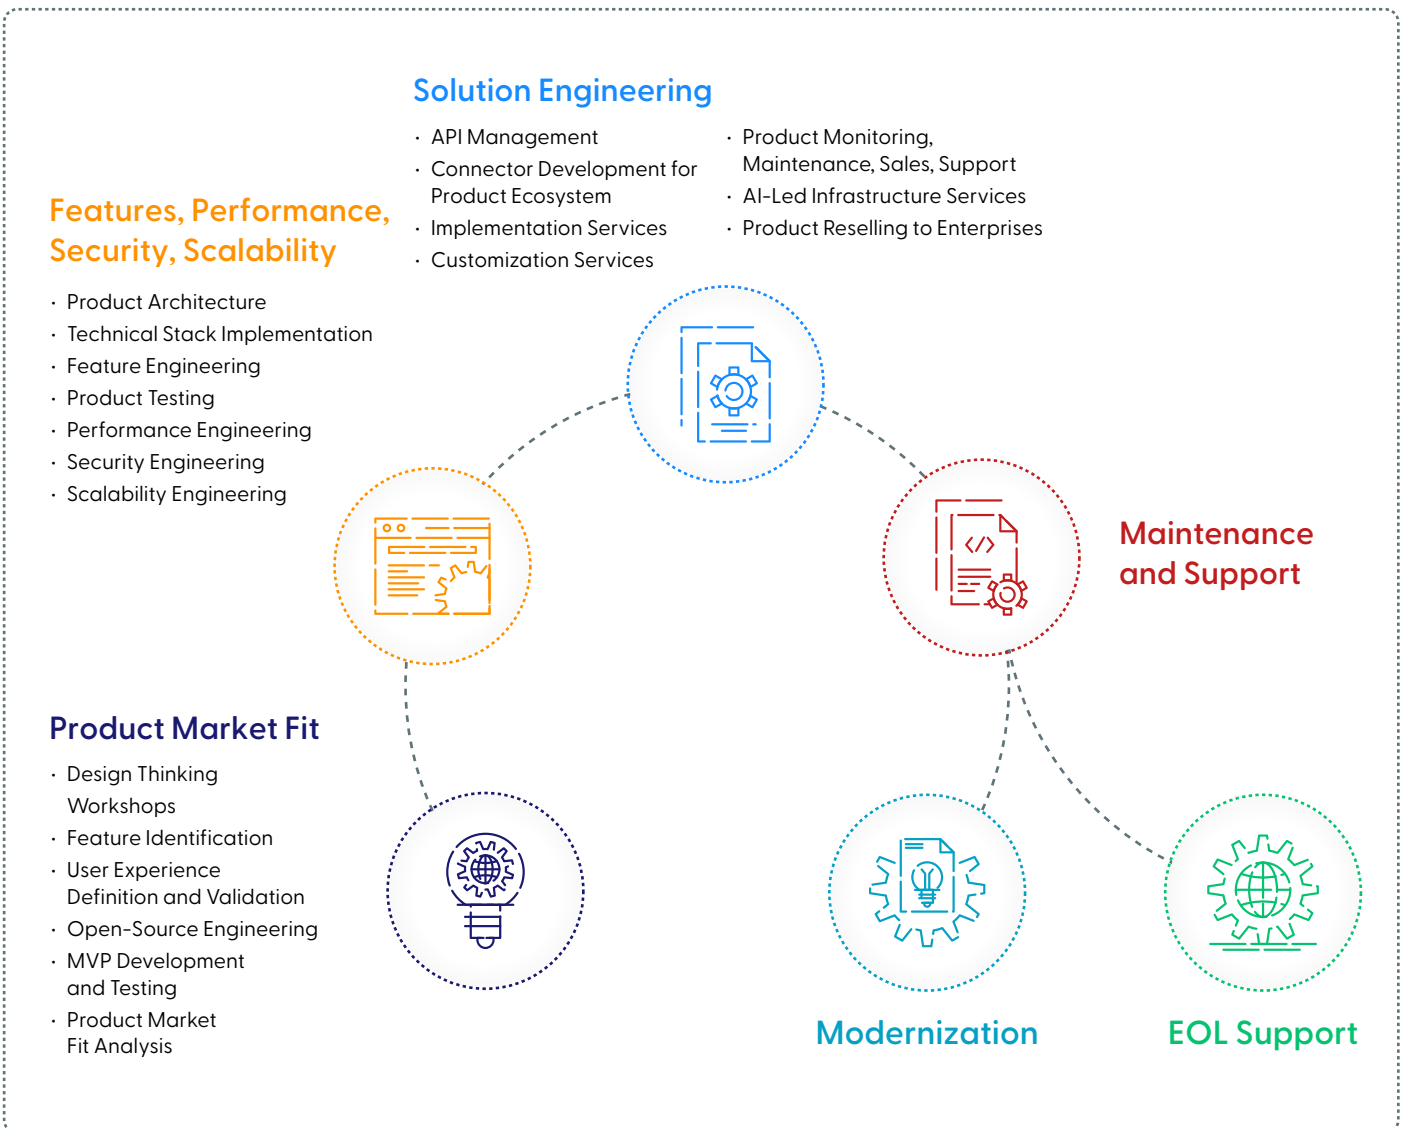 Solution Engineering
· API Management
· Connector Development for
Product Ecosystem
· Implementation Services
· Customization Services
· Product Monitoring,
Maintenance, Sales, Support
· AI-Led Infrastructure Services
· Product Reselling to Enterprises
Features, Performance,
Security, Scalability
· Product Architecture
· Technical Stack Implementation
· Feature Engineering
· Product Testing
· Performance Engineering
· Security Engineering
· Scalability Engineering
</>
Maintenance
and Support
Product Market Fit
· Design Thinking
Workshops
· Feature Identification
· User Experience
Definition and Validation
· Open-Source Engineering
· MVP Development
and Testing
· Product Market
Fit Analysis
Modernization
EOL Support